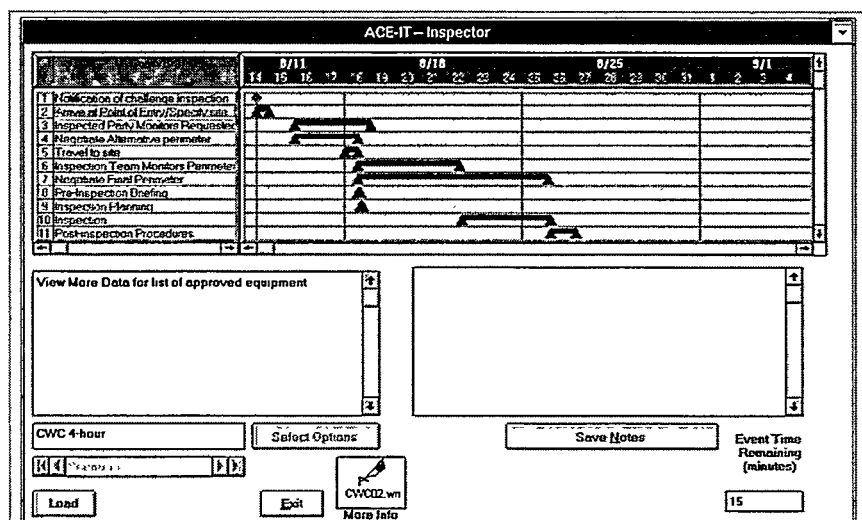 ACE-IT – Inspector
8/11 8/18 8/25 9/1
14 15 16 17 18 19 20 21 22 23 24 25 26 27 28 29 30 31 1 2 3 4
1 Notification of challenge inspection
2 Arrive at Point of Entry/Specify site
3 Inspected Party Monitors Requested
4 Negotiate Alternative perimeter
5 Travel to site
6 Inspection Team Monitors Perimeter
7 Negotiate Final Perimeter
8 Pre-Inspection Briefing
9 Inspection Planning
10 Inspection
11 Post-Inspection Procedures
View More Data for list of approved equipment
CWC 4-hour
Select Options
Save Notes
Event Time
Remaining
(minutes)
Load
Exit
CWC02.wri
More Info
15